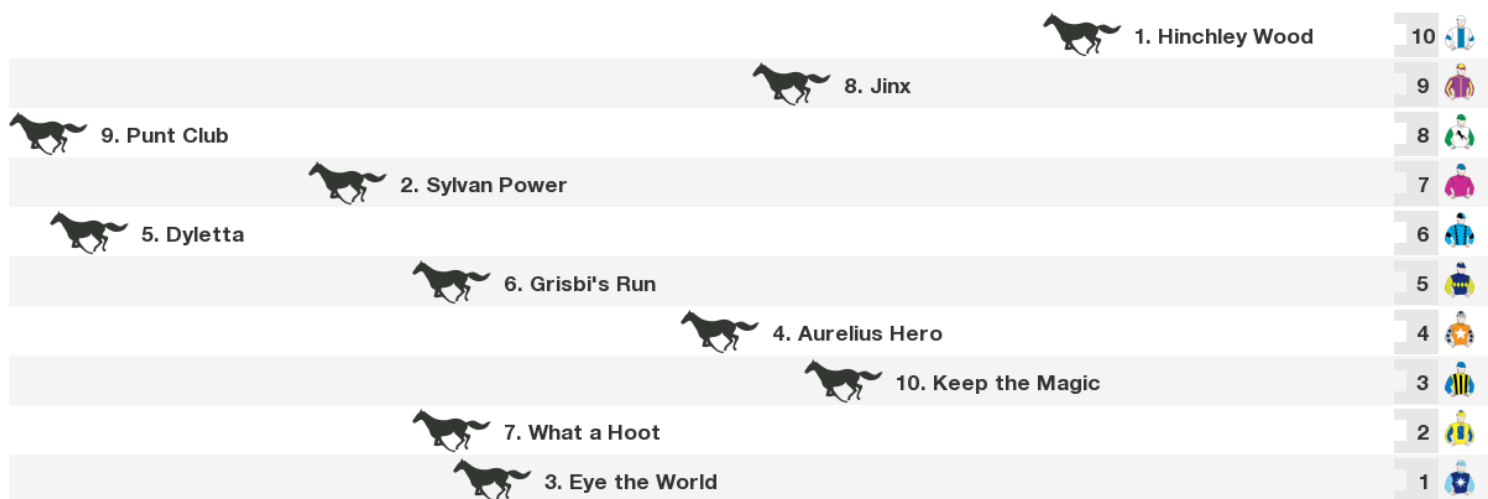 1. Hinchley Wood 10
8. Jinx 9
9. Punt Club 8
2. Sylvan Power 7
5. Dyletta 6
6. Grisbi's Run 5
4. Aurelius Hero 4
10. Keep the Magic 3
7. What a Hoot 2
3. Eye the World 1